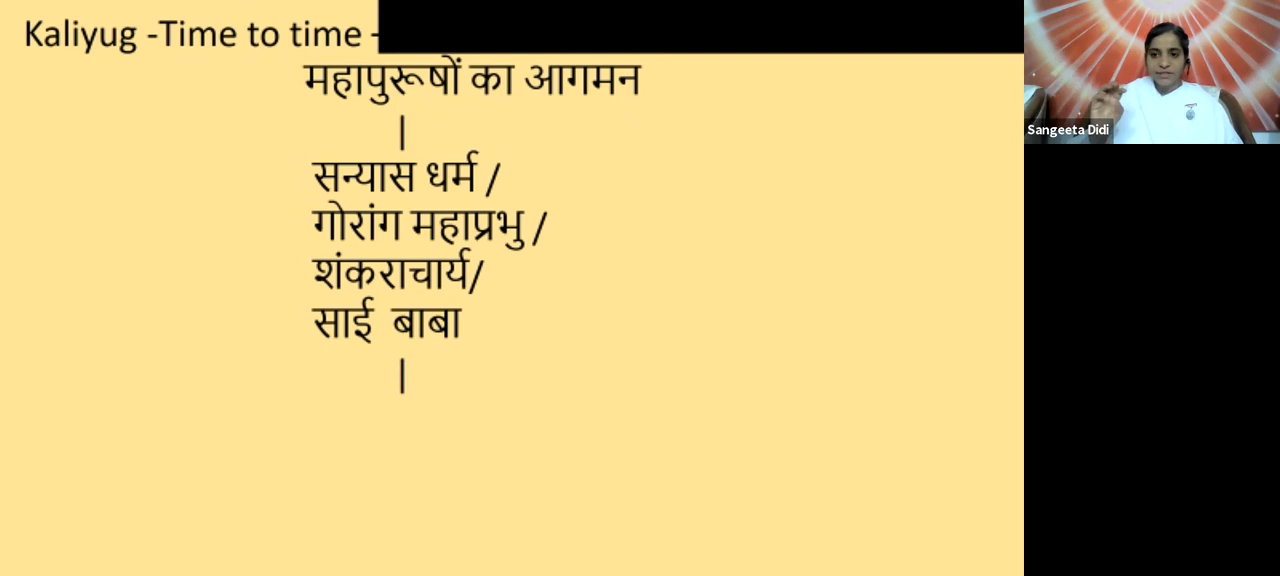 Kaliyug -Time to time -
महापुरूषों का आगमन
|
सन्यास धर्म /
गोरांग महाप्रभु /
शंकराचार्य/
साई बाबा
|
Sangeeta Didi